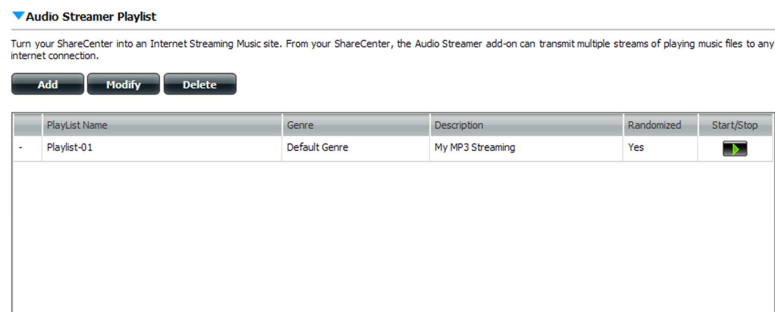 Audio Streamer Playlist
Turn your ShareCenter into an Internet Streaming Music site. From your ShareCenter, the Audio Streamer add-on can transmit multiple streams of playing music files to any
internet connection.
Add Modify Delete
PlayList Name Genre Description Randomized Start/Stop
- Playlist-01 Default Genre My MP3 Streaming Yes